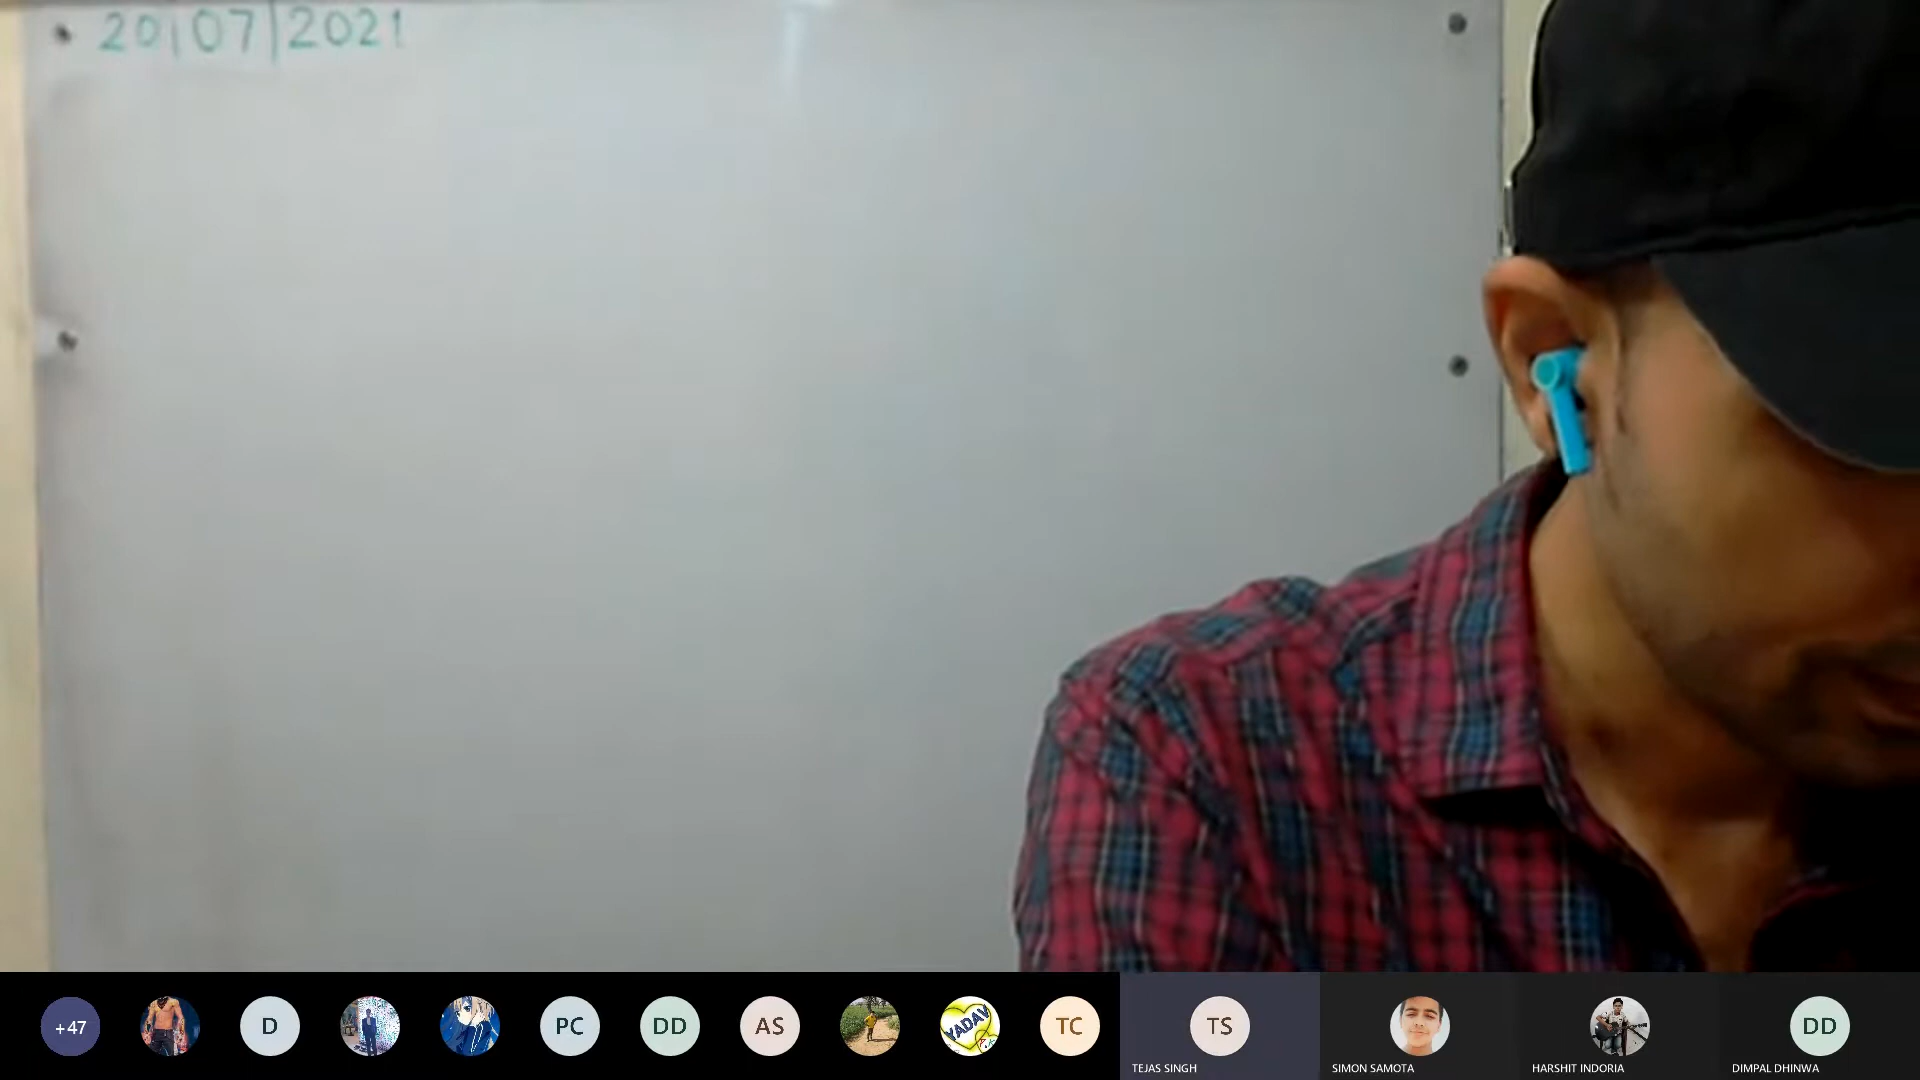 20/07/2021
+47
D
PC
DD
AS
YADAV
TC
TS
DD
TEJAS SINGH
SIMON SAMOTA
HARSHIT INDORIA
DIMPAL DHINWA